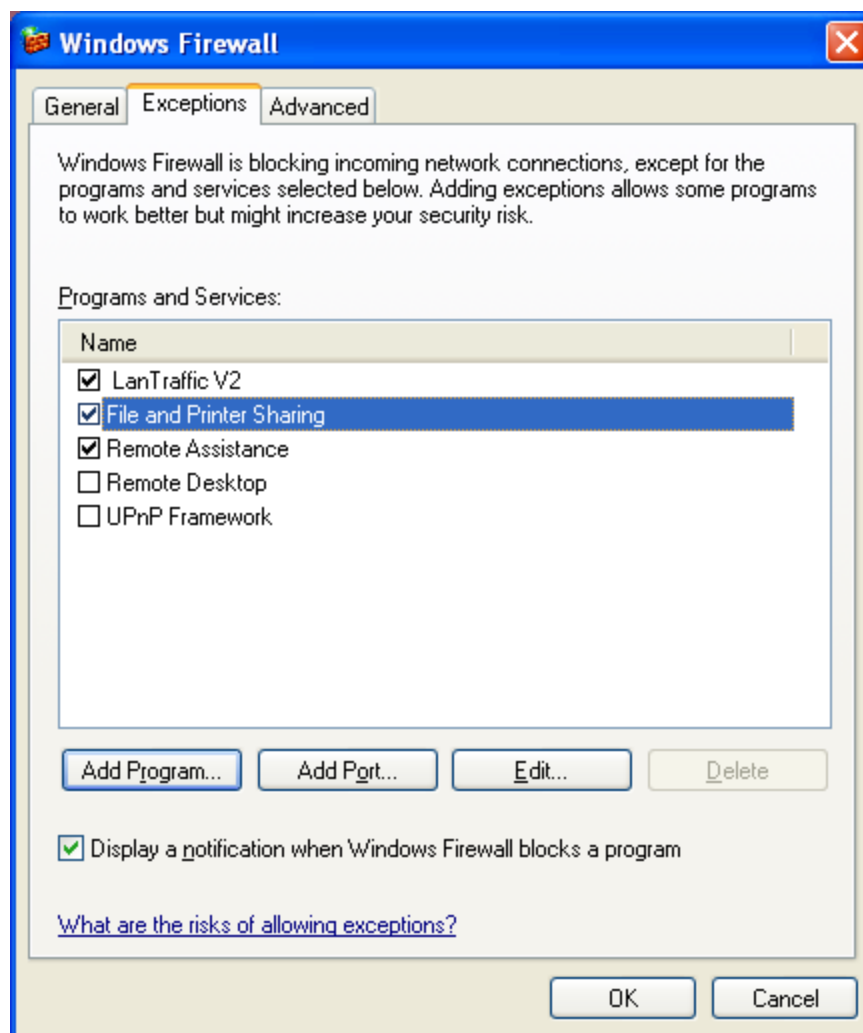 Windows Firewall
General Exceptions Advanced
Windows Firewall is blocking incoming network connections, except for the
programs and services selected below. Adding exceptions allows some programs
to work better but might increase your security risk.
Programs and Services:
Name
LanTraffic V2
File and Printer Sharing
Remote Assistance
Remote Desktop
UPnP Framework
Add Program... Add Port... Edit... Delete
Display a notification when Windows Firewall blocks a program
What are the risks of allowing exceptions?
OK Cancel